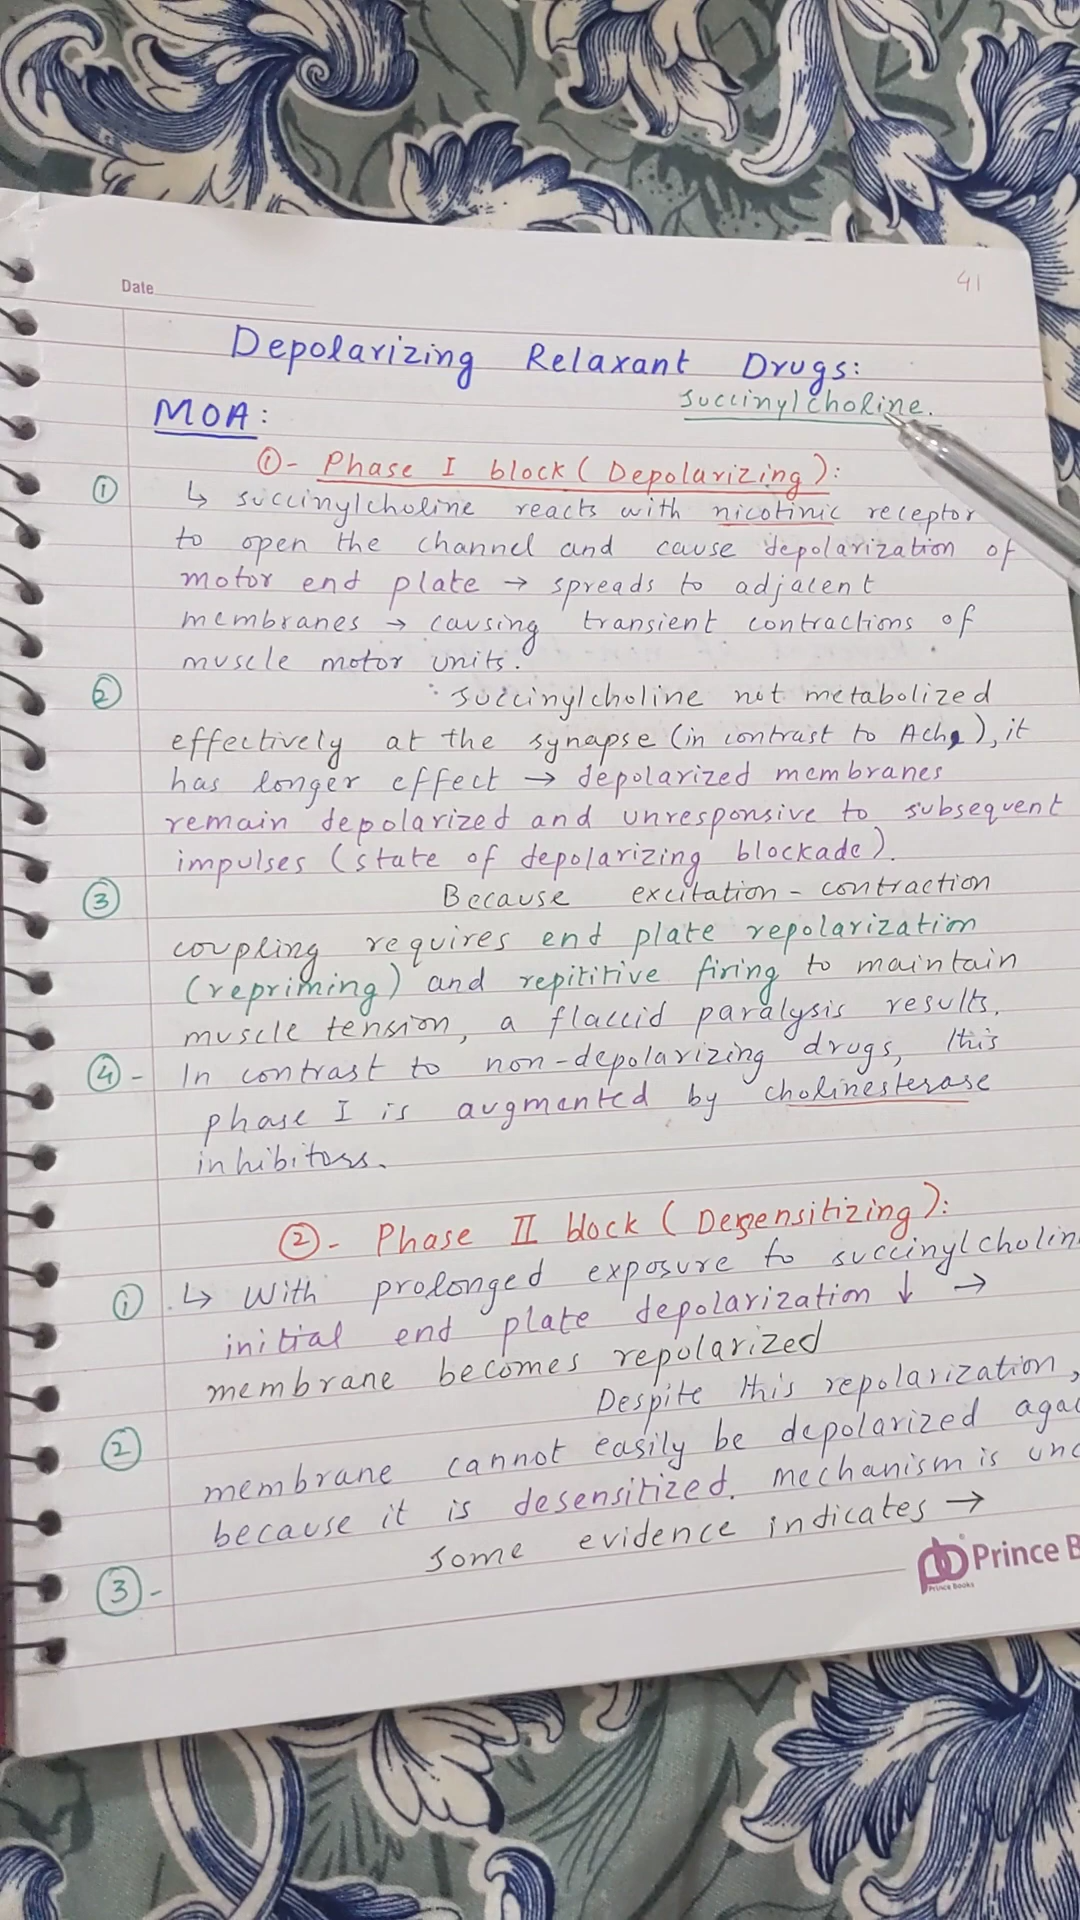 41
Date
Depolarizing Relaxant Drugs:
Succinylcholine.
MOA:
①- Phase I block (Depolarizing):
① ↳ succinylcholine reacts with nicotinic receptor
to open the channel and cause depolarization of
motor end plate → spreads to adjacent
membranes → causing transient contractions of
muscle motor units.
② Succinylcholine not metabolized
effectively at the synapse (in contrast to Ach), it
has longer effect → depolarized membranes
remain depolarized and unresponsive to subsequent
impulses (state of depolarizing blockade).
③ Because excitation - contraction
coupling requires end plate repolarization
(repriming) and repititive firing to maintain
muscle tension, a flaccid paralysis results.
④ - In contrast to non-depolarizing drugs, this
phase I is augmented by cholinesterase
inhibitors.
②- Phase II block (Desensitizing):
① ↳ With prolonged exposure to succinylcholin
initial end plate depolarization ↓ →
membrane becomes repolarized
Despite this repolarization,
② membrane cannot easily be depolarized agai
because it is desensitized. mechanism is unc
③ - Some evidence indicates →
Prince B
Prince Books